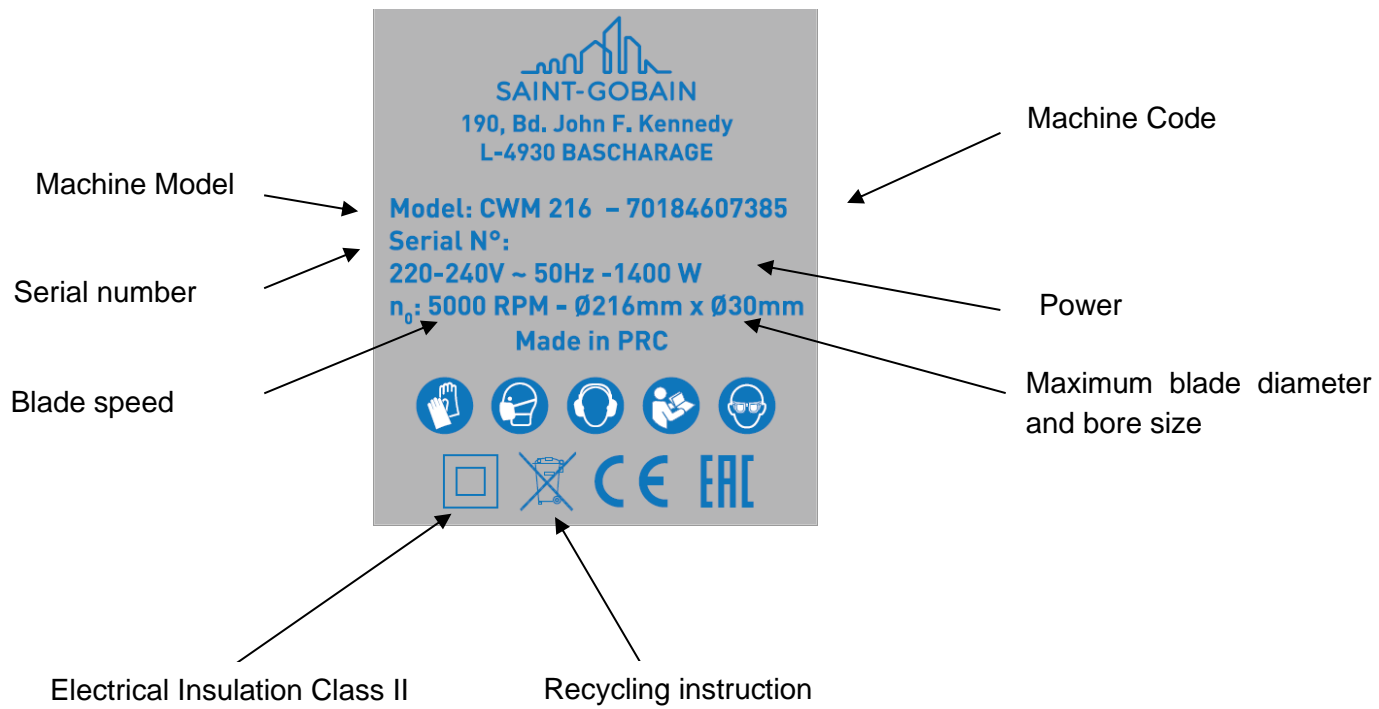 SAINT-GOBAIN
190, Bd. John F. Kennedy
L-4930 BASCHARAGE
Machine Code
Machine Model
Model: CWM 216 – 70184607385
Serial N°:
Serial number
220-240V ~ 50Hz -1400 W
Power
n₀: 5000 RPM - Ø216mm x Ø30mm
Made in PRC
Blade speed
Maximum blade diameter
and bore size
CE EAC
Electrical Insulation Class II
Recycling instruction